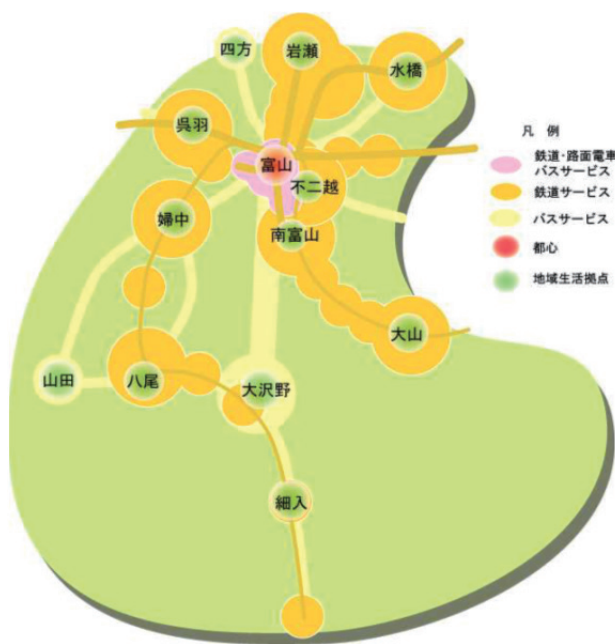 四方
岩瀬
水橋
呉羽
富山
不二越
婦中
南富山
大山
山田
八尾
大沢野
細入
凡 例
鉄道・路面電車
バスサービス
鉄道サービス
バスサービス
都心
地域生活拠点